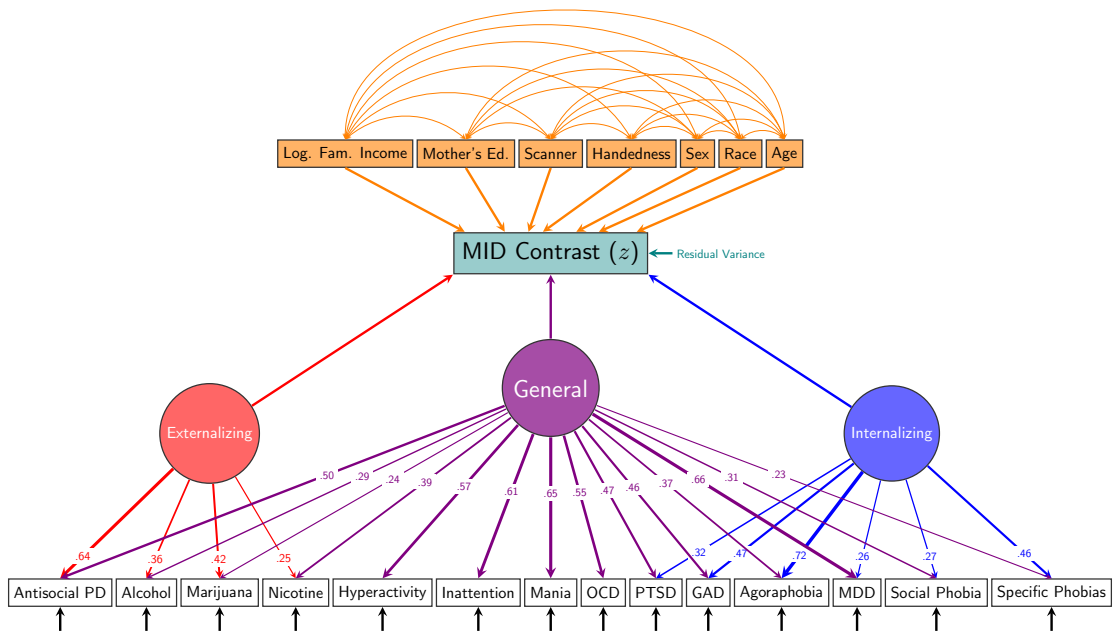 Log. Fam. Income Mother's Ed. Scanner Handedness Sex Race Age
MID Contrast (z) Residual Variance
General
Externalizing Internalizing
.50 .29 .24 .39 .57 .61 .65 .55 .47 .46 .37 .66 .31 .23
.64 .36 .42 .25 .32 .47 .72 .26 .27 .46
Antisocial PD Alcohol Marijuana Nicotine Hyperactivity Inattention Mania OCD PTSD GAD Agoraphobia MDD Social Phobia Specific Phobias